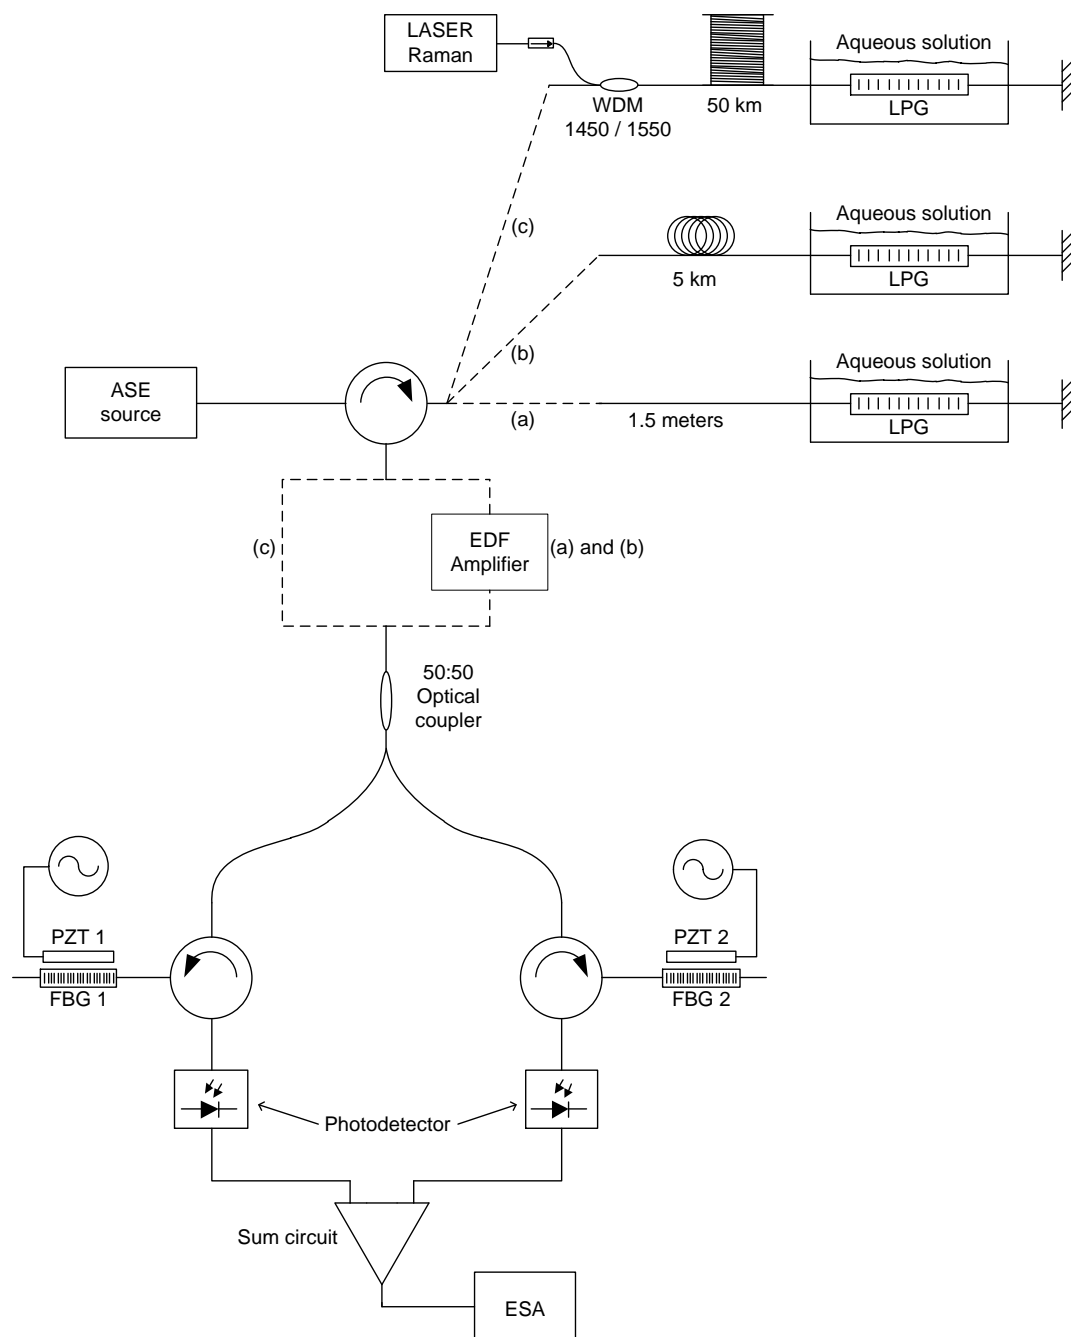 LASER
Raman
WDM
1450 / 1550
50 km
Aqueous solution
LPG
(c)
Aqueous solution
5 km
LPG
(b)
ASE
source
Aqueous solution
(a)
1.5 meters
LPG
(c)
EDF
Amplifier
(a) and (b)
50:50
Optical
coupler
PZT 1
FBG 1
PZT 2
FBG 2
Photodetector
Sum circuit
ESA